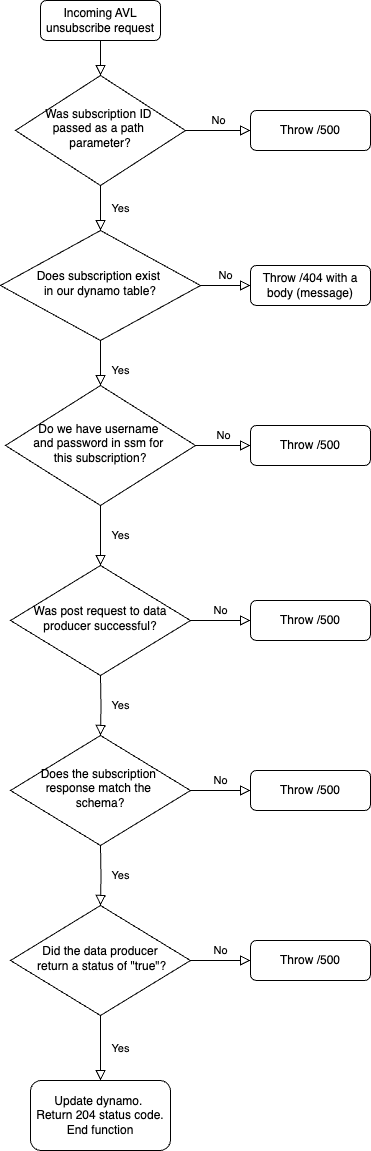 Incoming AVL
unsubscribe request
Was subscription ID
passed as a path
parameter?
No
Throw /500
Yes
Does subscription exist
in our dynamo table?
No
Throw /404 with a
body (message)
Yes
Do we have username
and password in ssm for
this subscription?
No
Throw /500
Yes
Was post request to data
producer successful?
No
Throw /500
Yes
Does the subscription
response match the
schema?
No
Throw /500
Yes
Did the data producer
return a status of "true"?
No
Throw /500
Yes
Update dynamo.
Return 204 status code.
End function